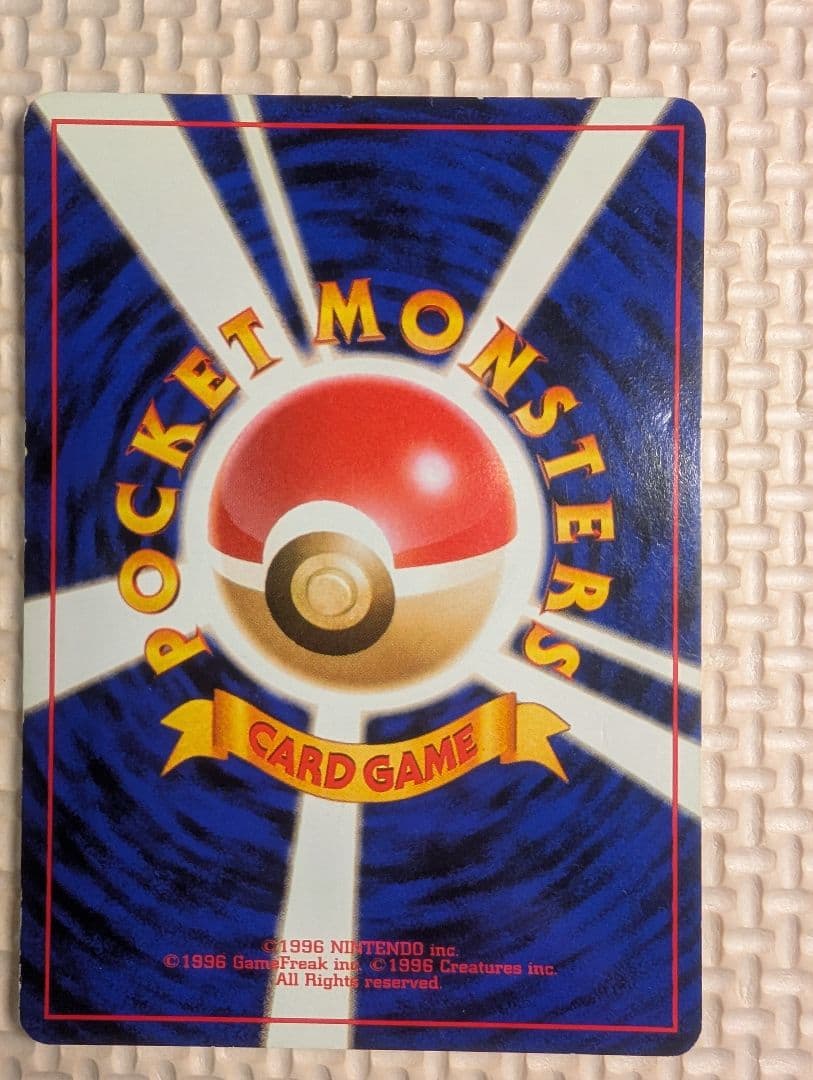 POCKET MONSTERS
CARD GAME
©1996 NINTENDO inc.
©1996 GameFreak inc. ©1996 Creatures inc.
All Rights reserved.